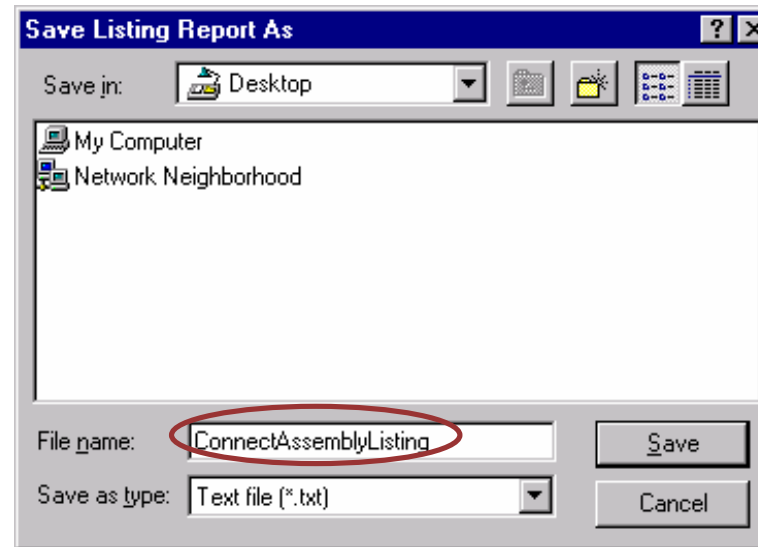 Save Listing Report As
Save in: Desktop
My Computer
Network Neighborhood
File name: ConnectAssemblyListing Save
Save as type: Text file (*.txt) Cancel